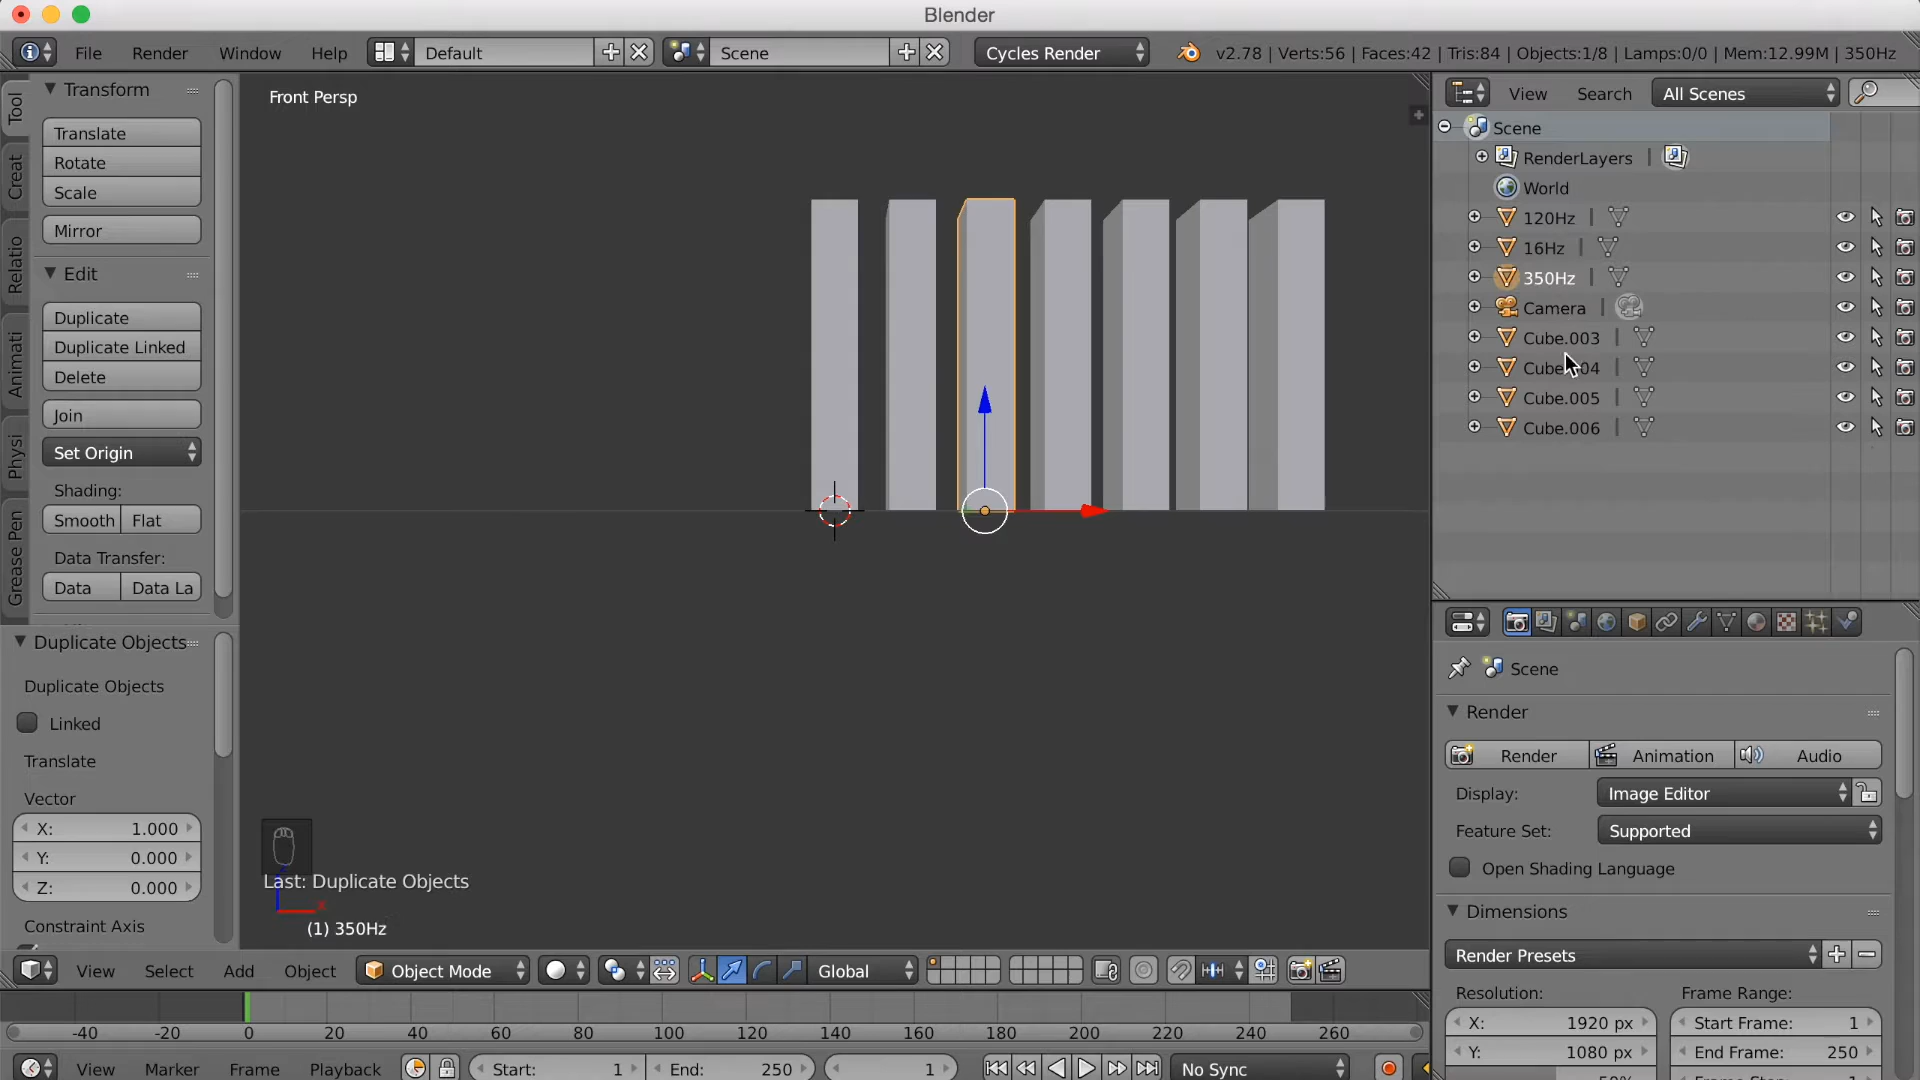 Blender
File Render Window Help Default Scene Cycles Render v2.78 | Verts:56 | Faces:42 | Tris:84 | Objects:1/8 | Lamps:0/0 | Mem:12.99M | 350Hz
Tool
Creat
Relatio
Animati
Physi
Grease Pen
Transform
Translate
Rotate
Scale
Mirror
Edit
Duplicate
Duplicate Linked
Delete
Join
Set Origin
Shading:
Smooth Flat
Data Transfer:
Data Data La
Duplicate Objects
Duplicate Objects
Linked
Translate
Vector
X: 1.000
Y: 0.000
Z: 0.000
Constraint Axis
Front Persp
Last: Duplicate Objects
(1) 350Hz
View Select Add Object Object Mode Global
-40 -20 0 20 40 60 80 100 120 140 160 180 200 220 240 260
View Marker Frame Playback Start: 1 End: 250 1 No Sync
View Search All Scenes
Scene
RenderLayers
World
120Hz
16Hz
350Hz
Camera
Cube.003
Cube.005
Cube.006
Scene
Render
Render Animation Audio
Display: Image Editor
Feature Set: Supported
Open Shading Language
Dimensions
Render Presets
Resolution: Frame Range:
X: 1920 px Start Frame: 1
Y: 1080 px End Frame: 250